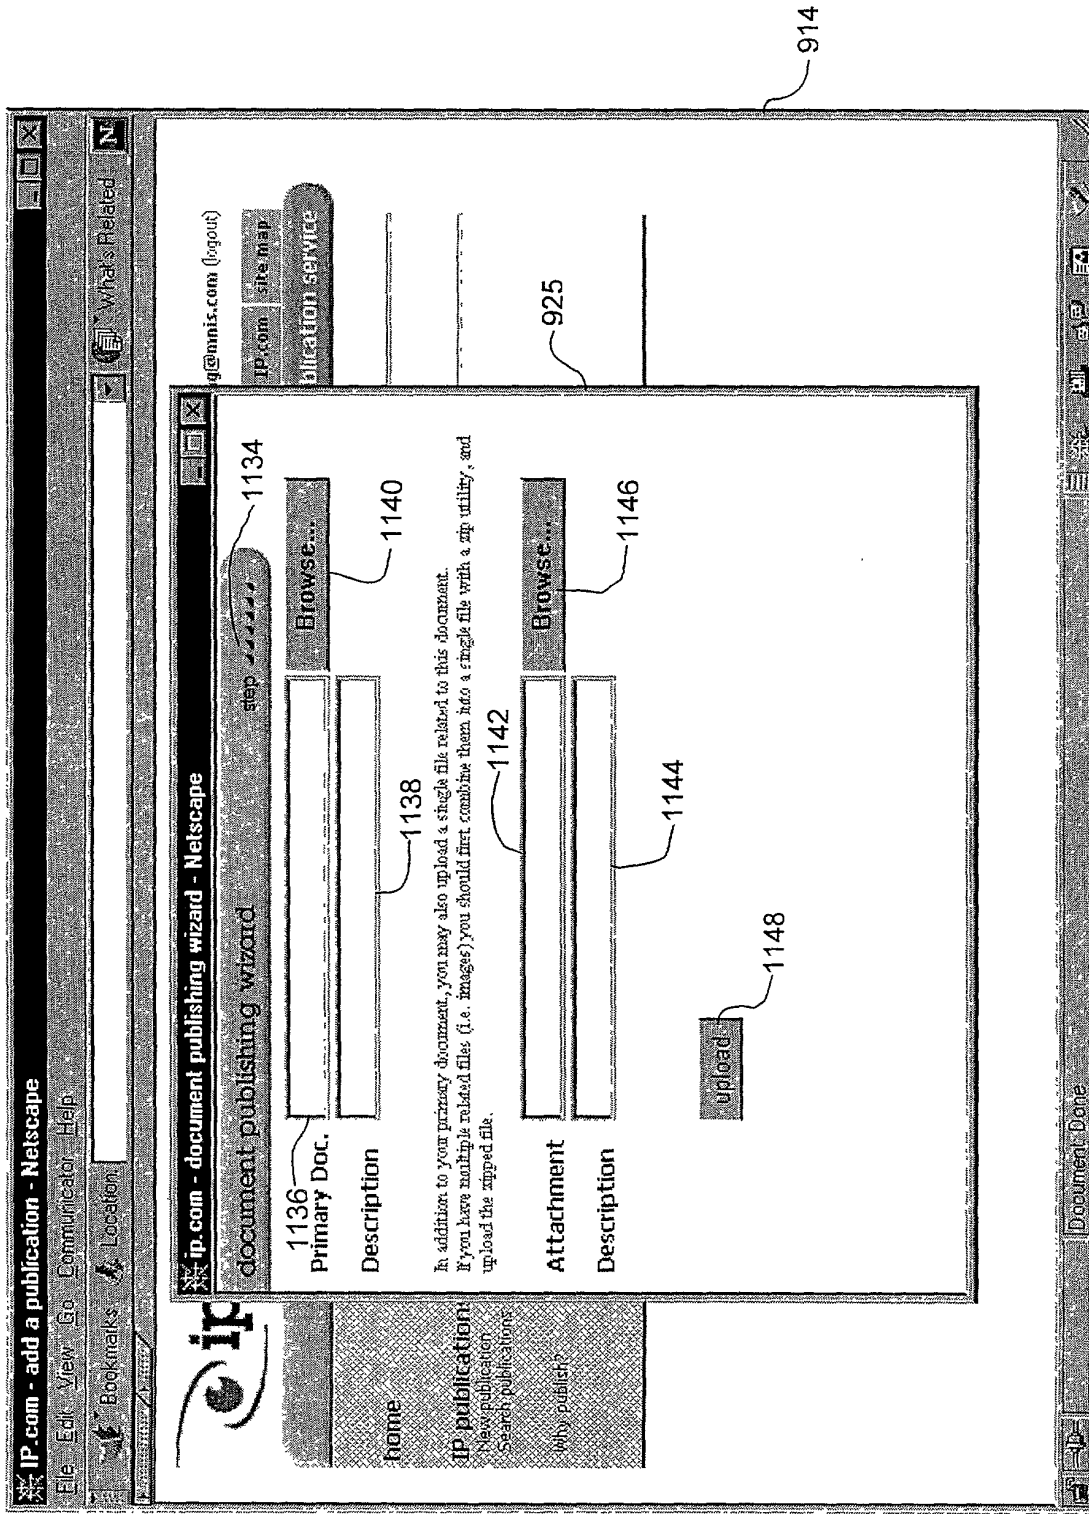 IP.com - add a publication - Netscape
File Edit View Go Communicator Help
Bookmarks Location: What's Related N
g@mnis.com (logout)
ip IP.com site map
blication service
home
IP publication
New publication
Search publications
Why publish?
ip.com - document publishing wizard - Netscape
document publishing wizard step
1134
1136
Primary Doc. Browse...
Description
1138
1140
In addition to your primary document, you may also upload a single file related to this document.
If you have multiple related files (i.e. images) you should first combine them into a single file with a zip utility, and
upload the zipped file.
1142
925
Attachment Browse...
Description
1144
1146
upload
1148
914
Document: Done